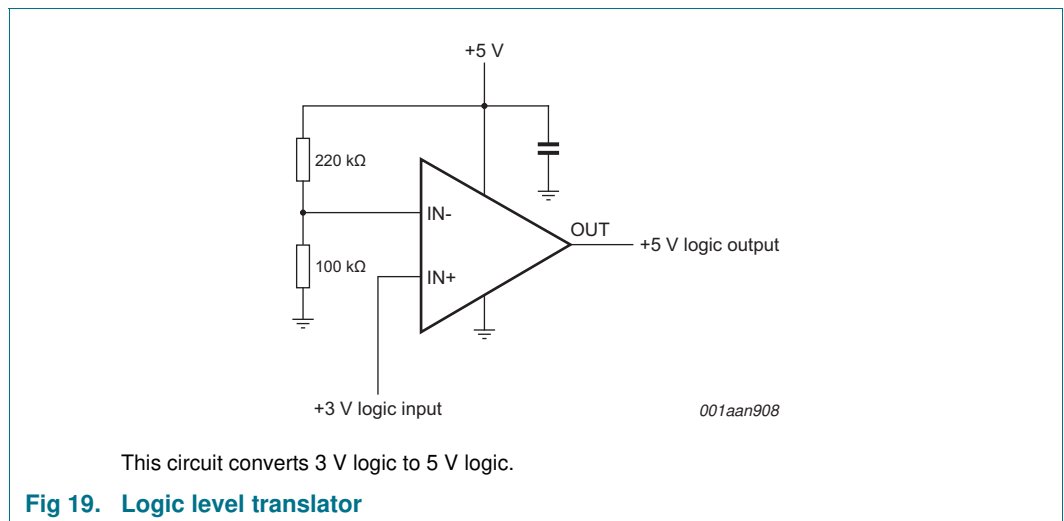 +5 V
220 kΩ
IN-
OUT
+5 V logic output
100 kΩ
IN+
+3 V logic input
001aan908
This circuit converts 3 V logic to 5 V logic.
Fig 19. Logic level translator